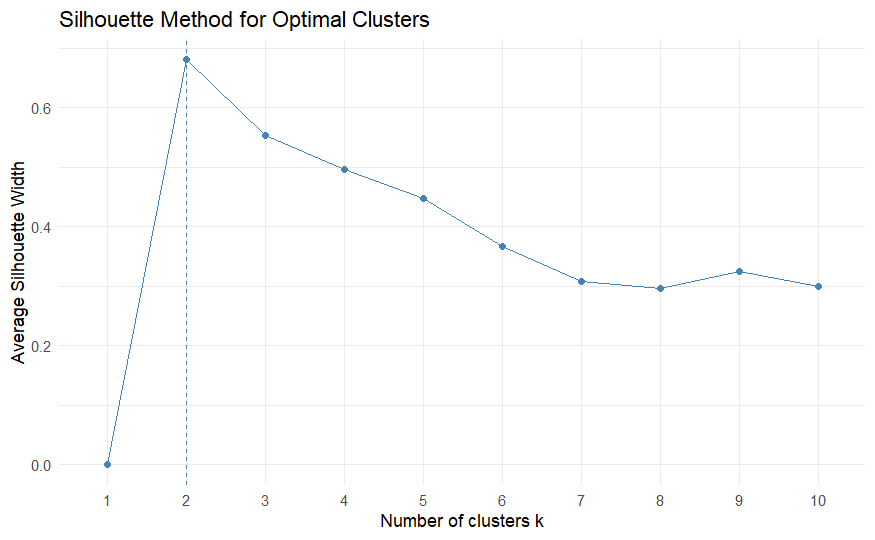 Silhouette Method for Optimal Clusters
Average Silhouette Width
0.6
0.4
0.2
0.0
1 2 3 4 5 6 7 8 9 10
Number of clusters k